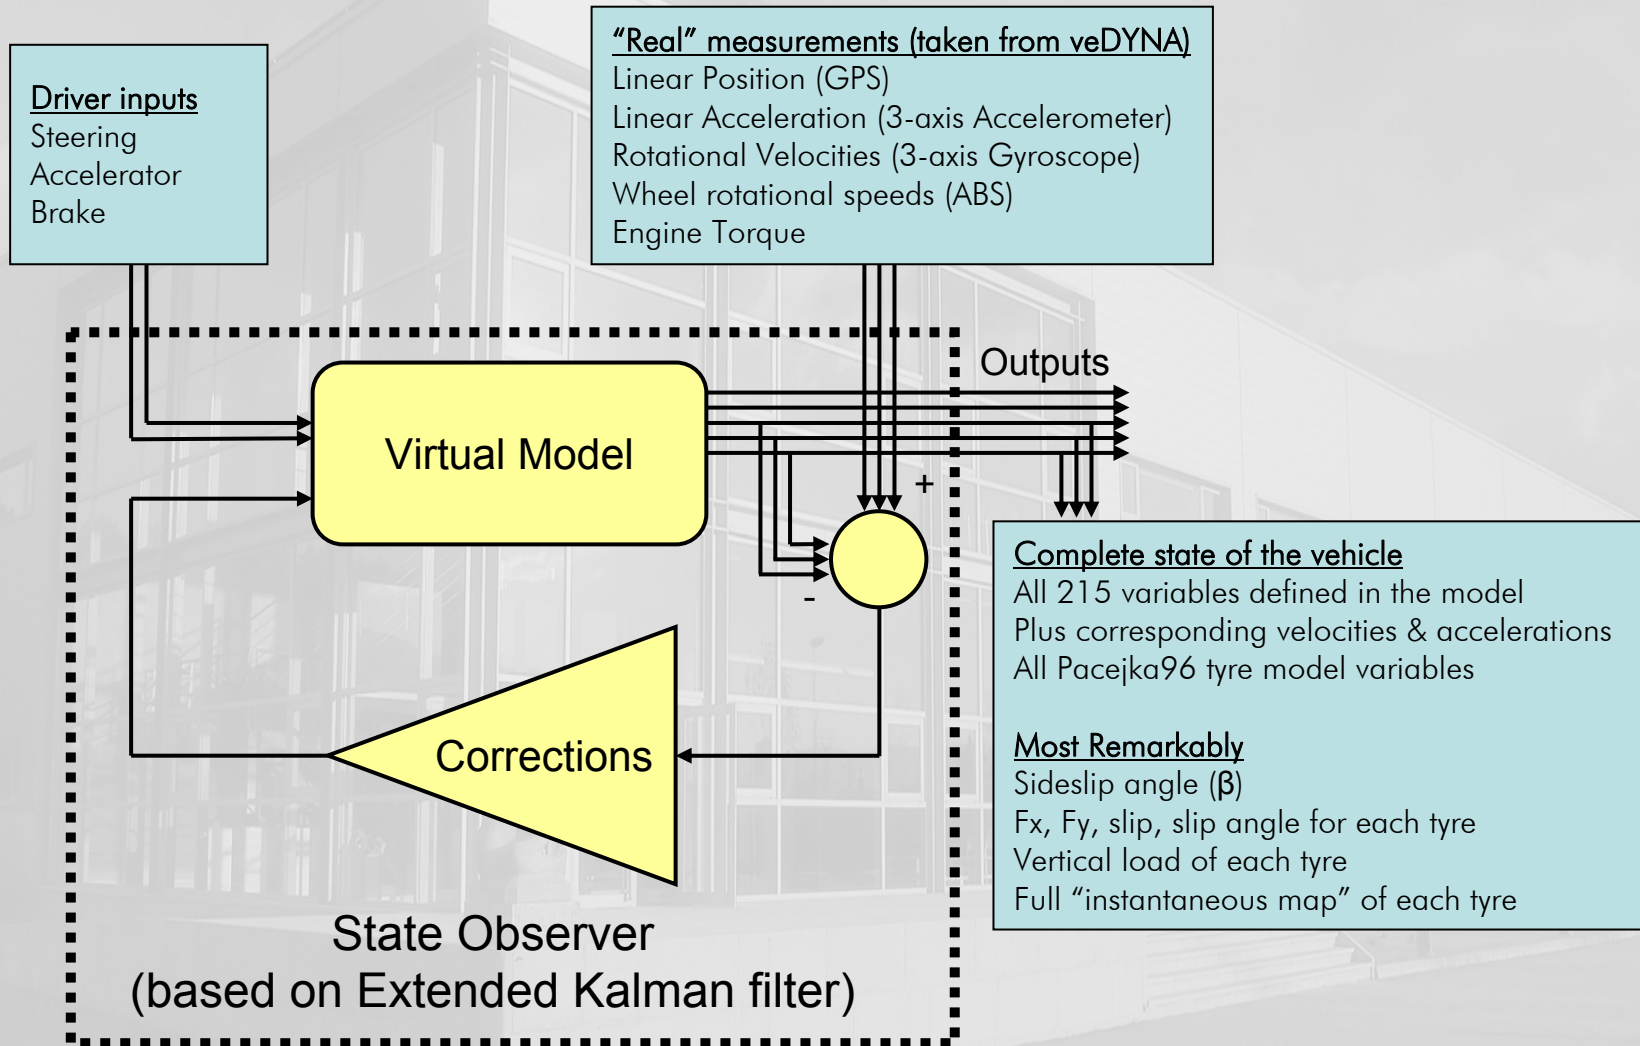 Driver inputs
Steering
Accelerator
Brake
“Real” measurements (taken from veDYNA)
Linear Position (GPS)
Linear Acceleration (3-axis Accelerometer)
Rotational Velocities (3-axis Gyroscope)
Wheel rotational speeds (ABS)
Engine Torque
Outputs
Virtual Model
+
-
Complete state of the vehicle
All 215 variables defined in the model
Plus corresponding velocities & accelerations
All Pacejka96 tyre model variables
Most Remarkably
Sideslip angle (β)
Fx, Fy, slip, slip angle for each tyre
Vertical load of each tyre
Full “instantaneous map” of each tyre
Corrections
State Observer
(based on Extended Kalman filter)